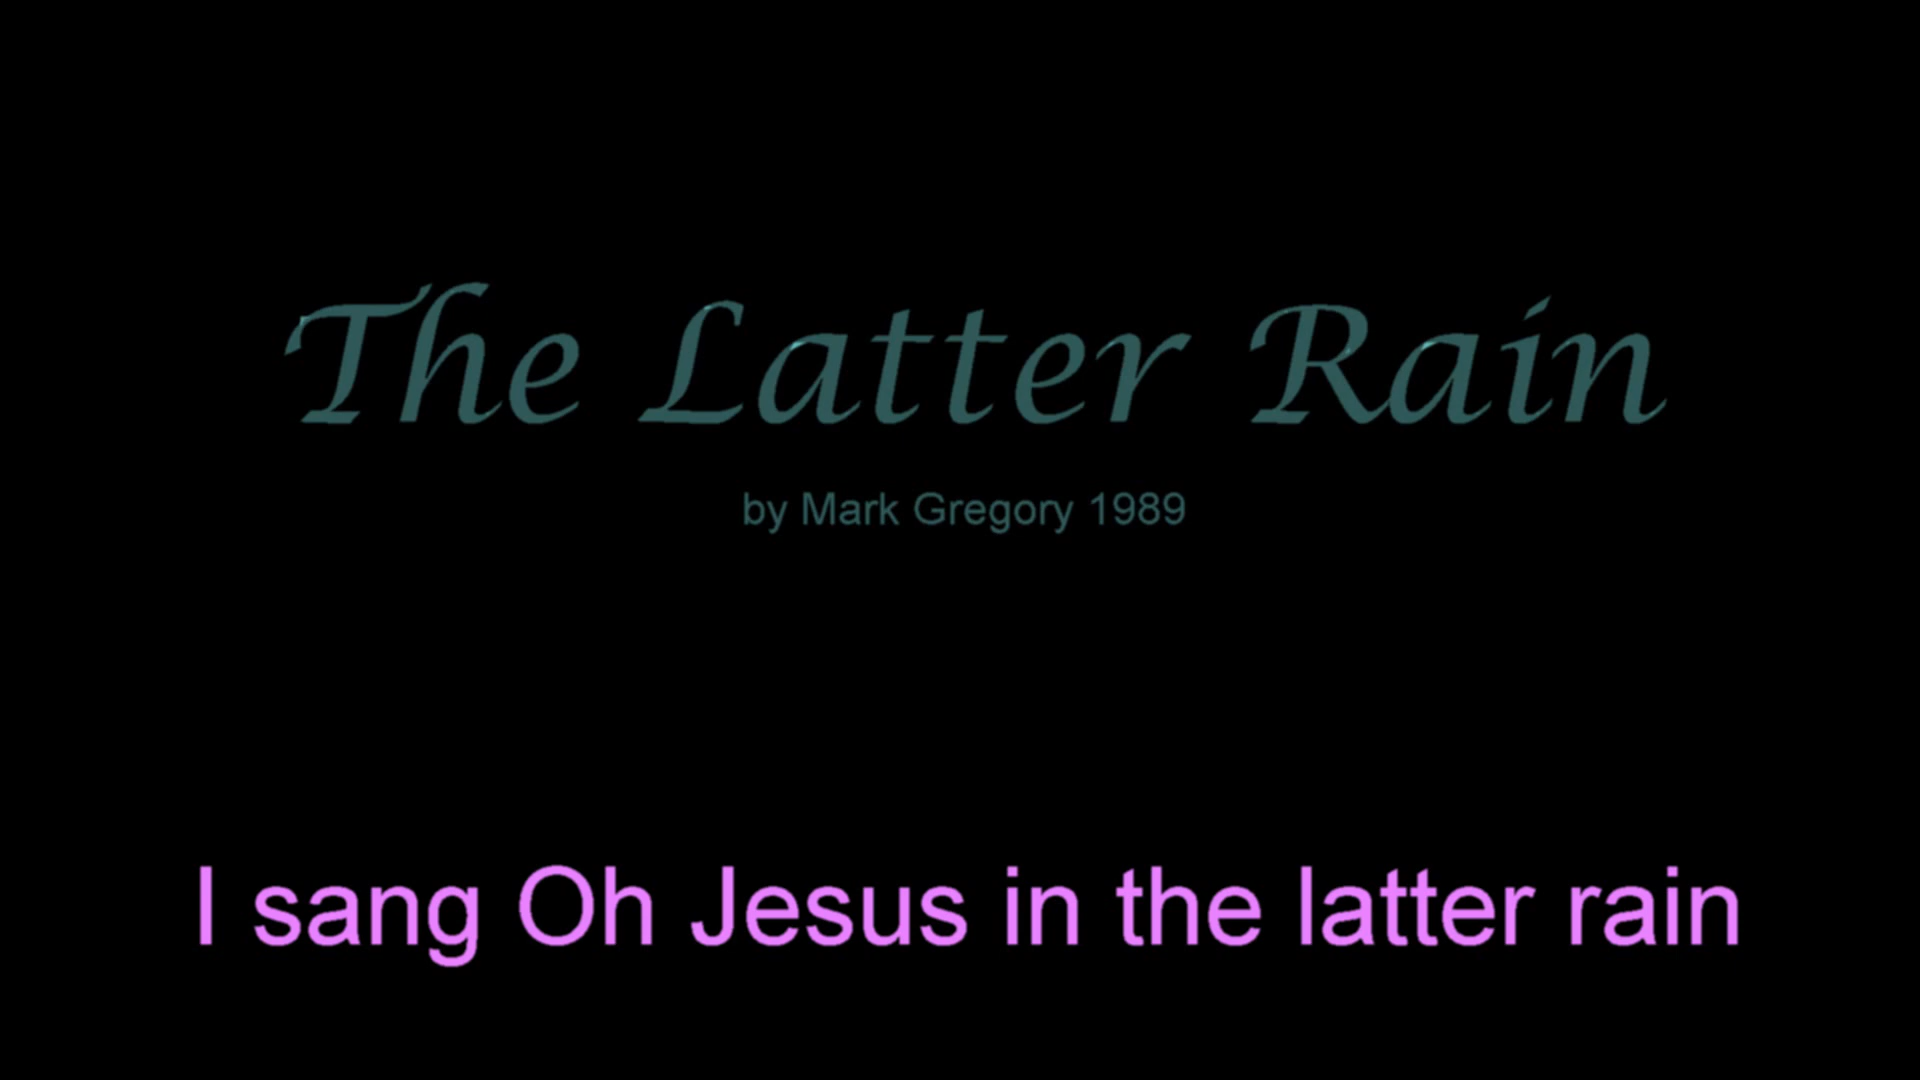 The Latter Rain
by Mark Gregory 1989
I sang Oh Jesus in the latter rain